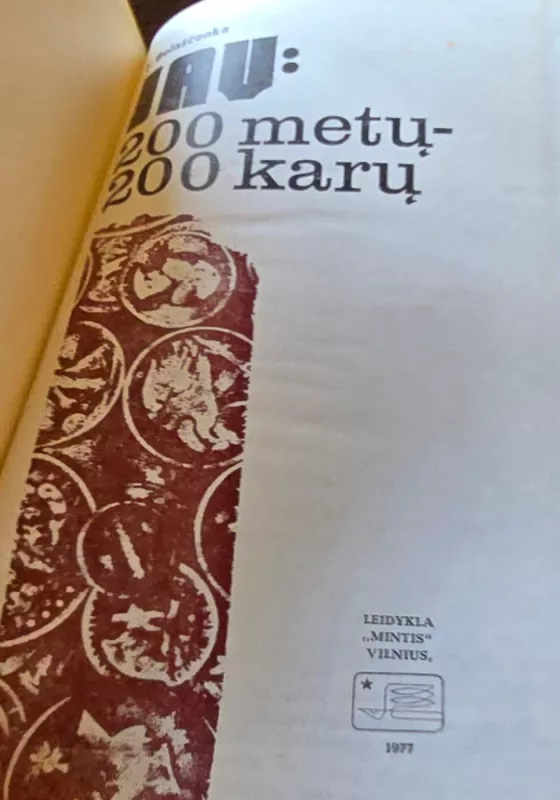 JAV:
200 metų-
200 karų
LEIDYKLA
„MINTIS“
VILNIUS,
1977